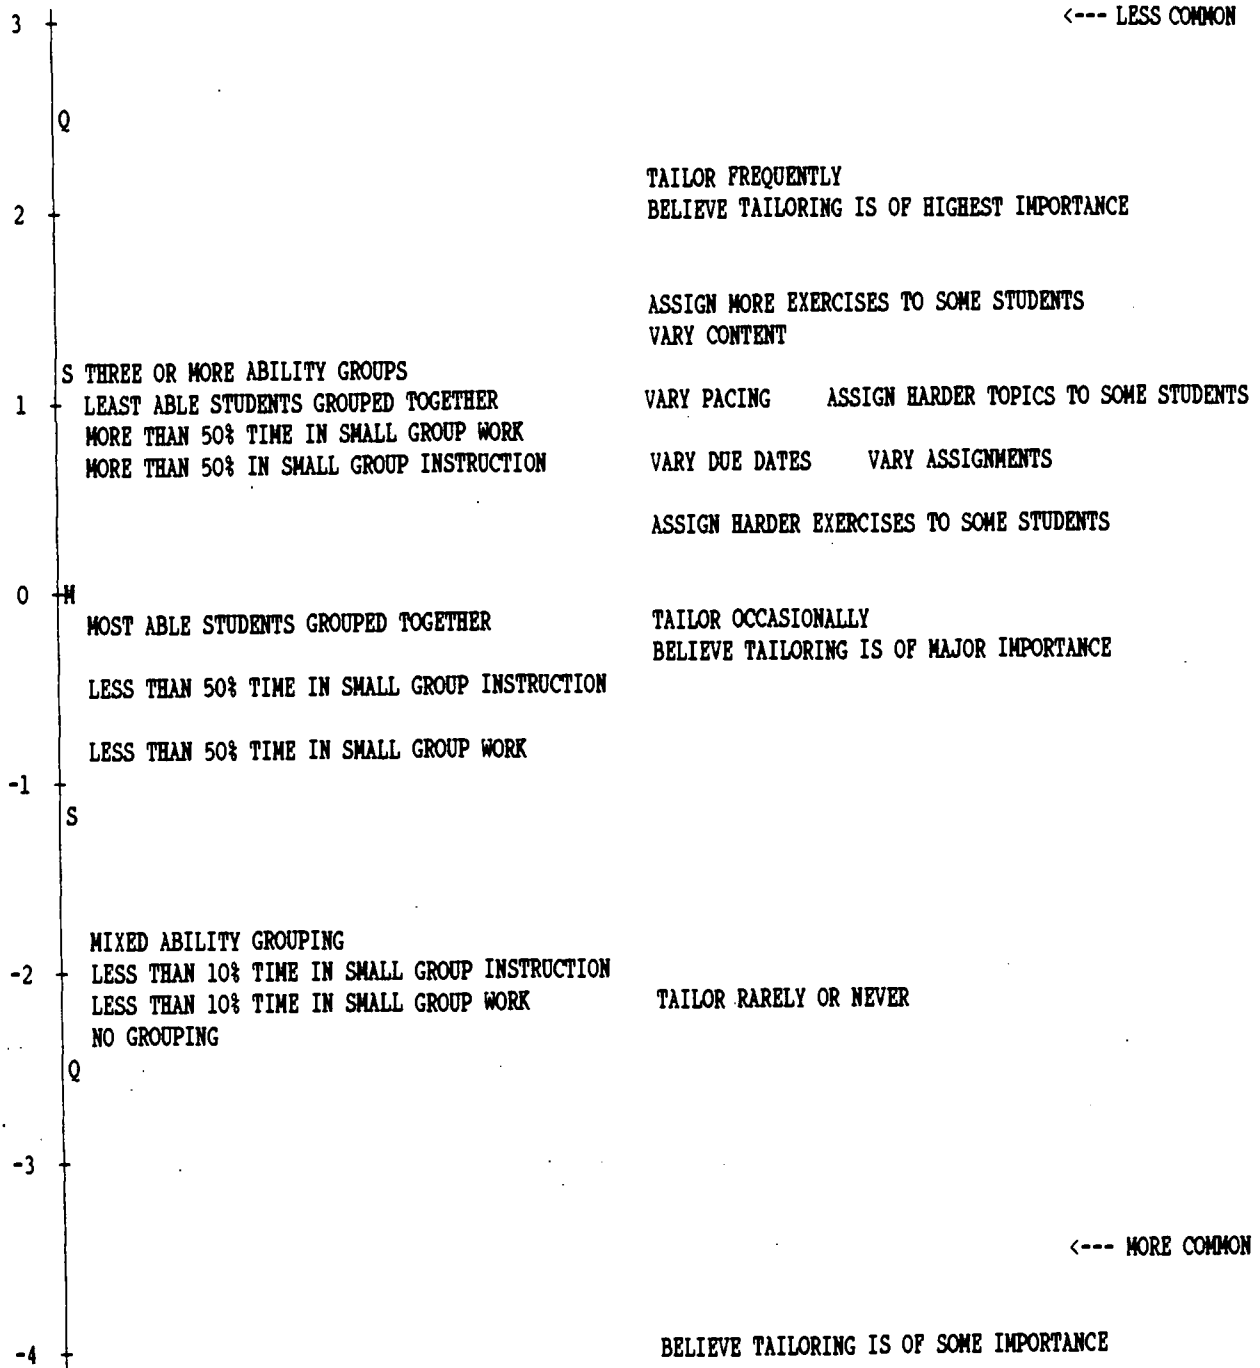 3 <--- LESS COMMON
Q
TAILOR FREQUENTLY
2 BELIEVE TAILORING IS OF HIGHEST IMPORTANCE
ASSIGN MORE EXERCISES TO SOME STUDENTS
VARY CONTENT
S THREE OR MORE ABILITY GROUPS
1 LEAST ABLE STUDENTS GROUPED TOGETHER VARY PACING ASSIGN HARDER TOPICS TO SOME STUDENTS
MORE THAN 50% TIME IN SMALL GROUP WORK
MORE THAN 50% IN SMALL GROUP INSTRUCTION VARY DUE DATES VARY ASSIGNMENTS
ASSIGN HARDER EXERCISES TO SOME STUDENTS
0 M
MOST ABLE STUDENTS GROUPED TOGETHER TAILOR OCCASIONALLY
BELIEVE TAILORING IS OF MAJOR IMPORTANCE
LESS THAN 50% TIME IN SMALL GROUP INSTRUCTION
LESS THAN 50% TIME IN SMALL GROUP WORK
-1
S
MIXED ABILITY GROUPING
-2 LESS THAN 10% TIME IN SMALL GROUP INSTRUCTION
LESS THAN 10% TIME IN SMALL GROUP WORK TAILOR RARELY OR NEVER
NO GROUPING
Q
-3
<--- MORE COMMON
-4 BELIEVE TAILORING IS OF SOME IMPORTANCE